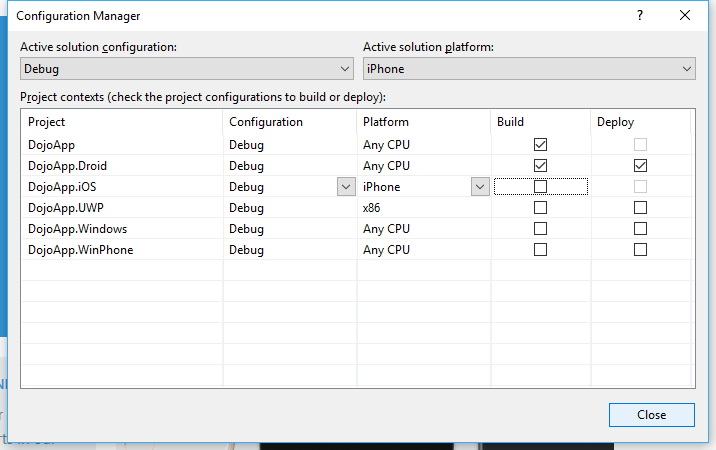 Configuration Manager
Active solution configuration: Active solution platform:
Debug iPhone
Project contexts (check the project configurations to build or deploy):
Project Configuration Platform Build Deploy
DojoApp Debug Any CPU
DojoApp.Droid Debug Any CPU
DojoApp.iOS Debug iPhone
DojoApp.UWP Debug x86
DojoApp.Windows Debug Any CPU
DojoApp.WinPhone Debug Any CPU
Close